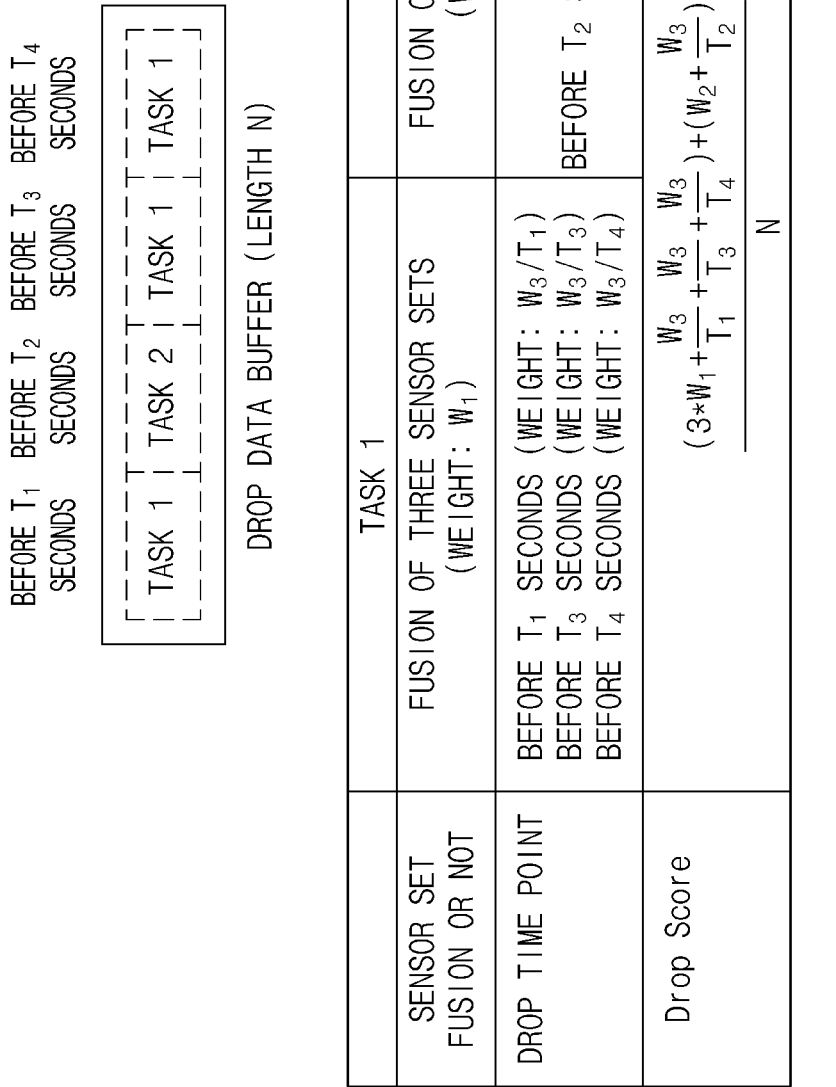 BEFORE T1 SECONDS
BEFORE T2 SECONDS
BEFORE T3 SECONDS
BEFORE T4 SECONDS
TASK 1 TASK 2 TASK 1 TASK 1
DROP DATA BUFFER (LENGTH N)
TASK 1
SENSOR SET
FUSION OR NOT
FUSION OF THREE SENSOR SETS
(WEIGHT: W1)
FUSION
DROP TIME POINT
BEFORE T1 SECONDS (WEIGHT: W3/T1)
BEFORE T3 SECONDS (WEIGHT: W3/T3)
BEFORE T4 SECONDS (WEIGHT: W3/T4)
BEFORE T2
Drop Score
(3*W1+W3/T1+W3/T3+W3/T4)+(W2+W3/T2)
N